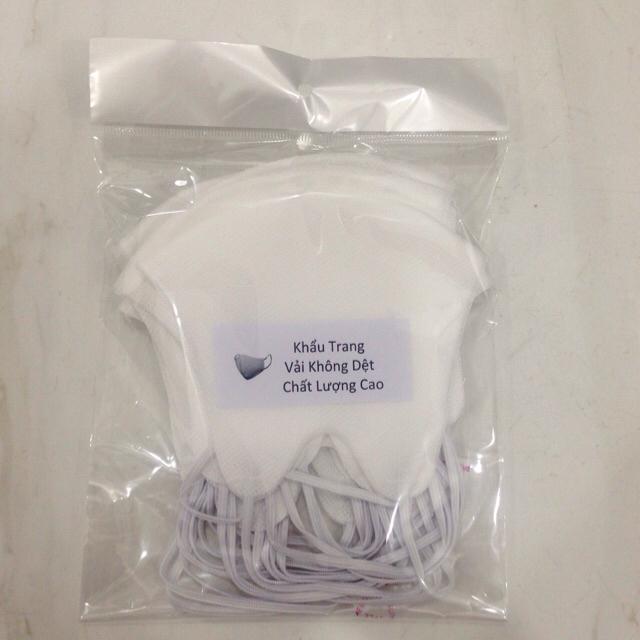 Khẩu Trang
Vải Không Dệt
Chất Lượng Cao